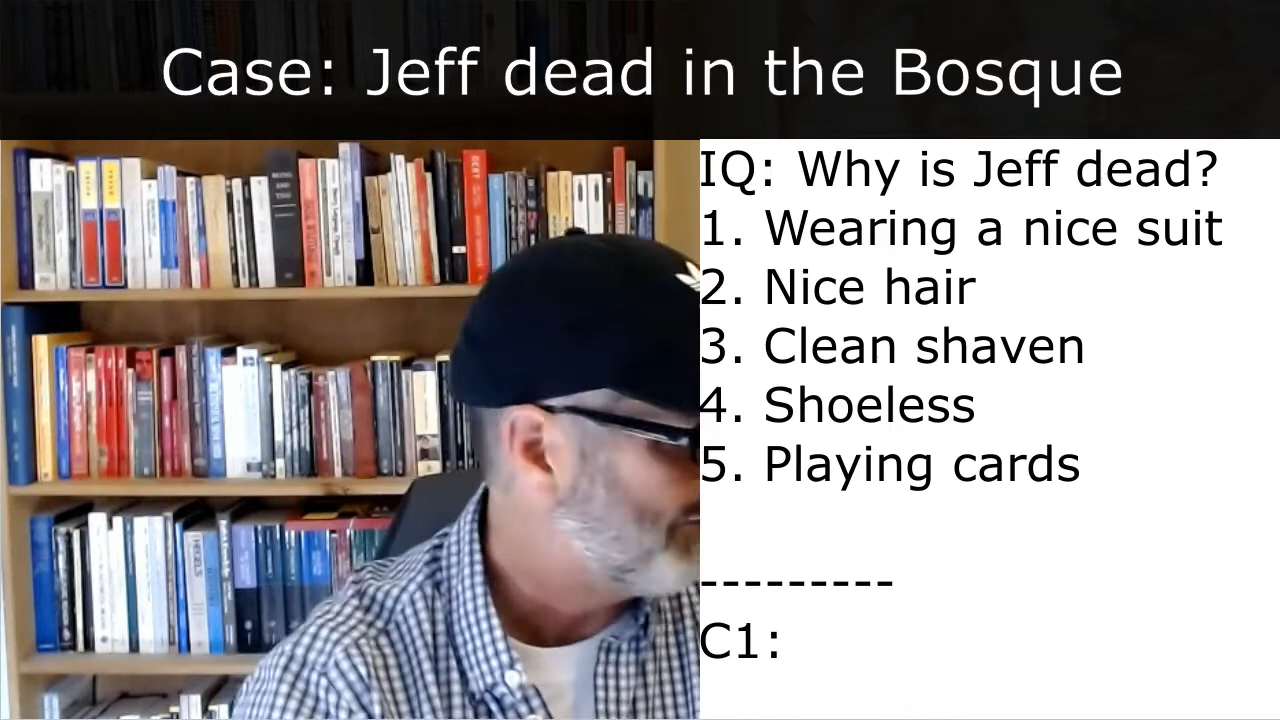 Case: Jeff dead in the Bosque
IQ: Why is Jeff dead?
1. Wearing a nice suit
2. Nice hair
3. Clean shaven
4. Shoeless
5. Playing cards
---------
C1: